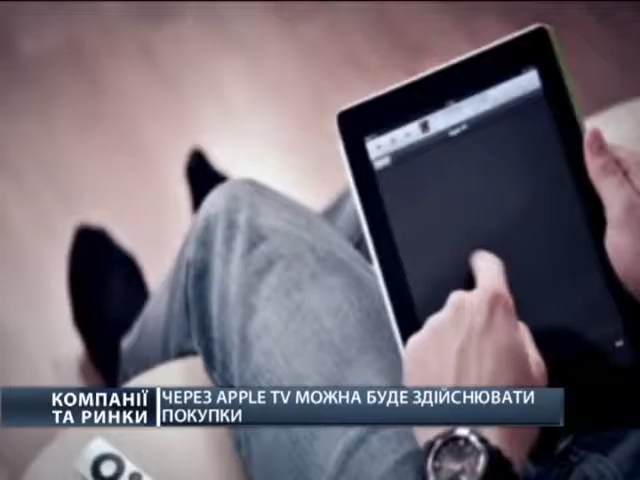 КОМПАНІЇ
ТА РИНКИ
ЧЕРЕЗ APPLE TV МОЖНА БУДЕ ЗДІЙСНЮВАТИ
ПОКУПКИ